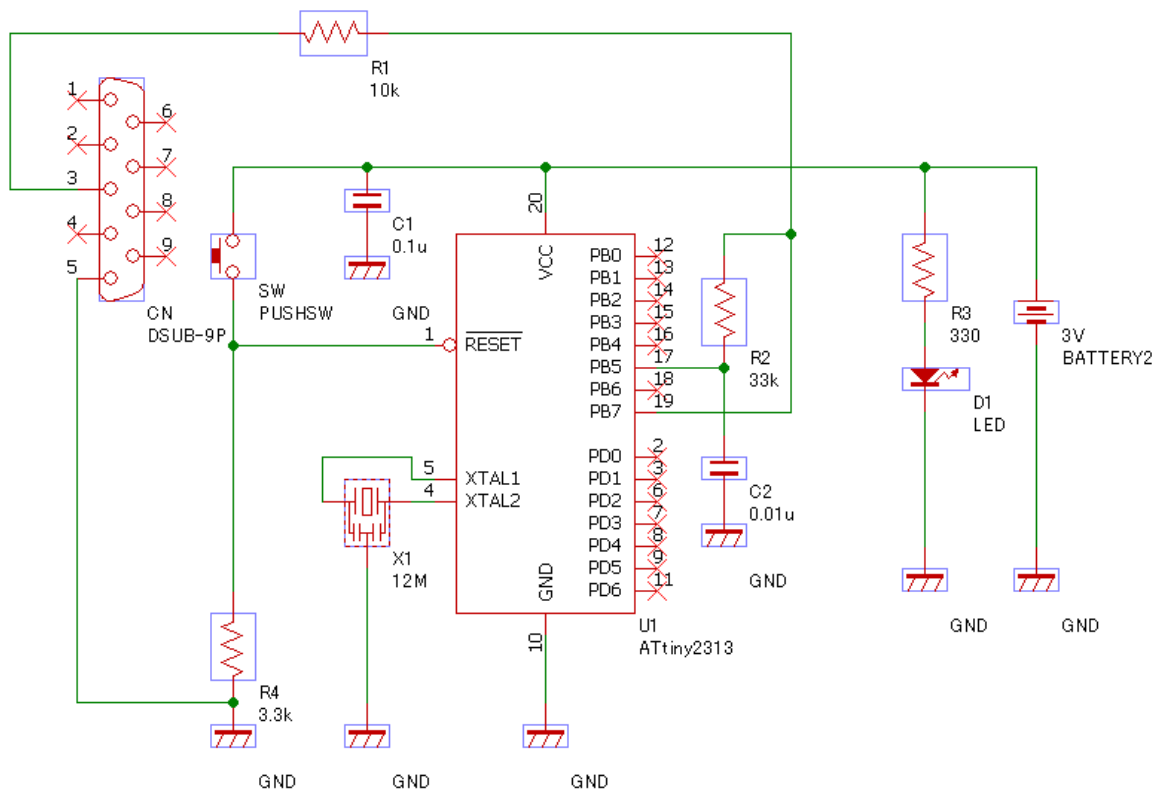 R1
10k
1
6
2
7
3
8
4
9
5
CN
DSUB-9P
SW
PUSHSW
C1
0.1u
GND
20
VCC
1
RESET
5
XTAL1
4
XTAL2
X1
12M
GND
10
U1
ATtiny2313
PB0
12
PB1
13
PB2
14
PB3
15
PB4
16
PB5
17
PB6
18
PB7
19
PD0
2
PD1
3
PD2
6
PD3
7
PD4
8
PD5
9
PD6
11
R2
33k
C2
0.01u
GND
R3
330
D1
LED
GND
3V
BATTERY2
GND
R4
3.3k
GND
GND
GND